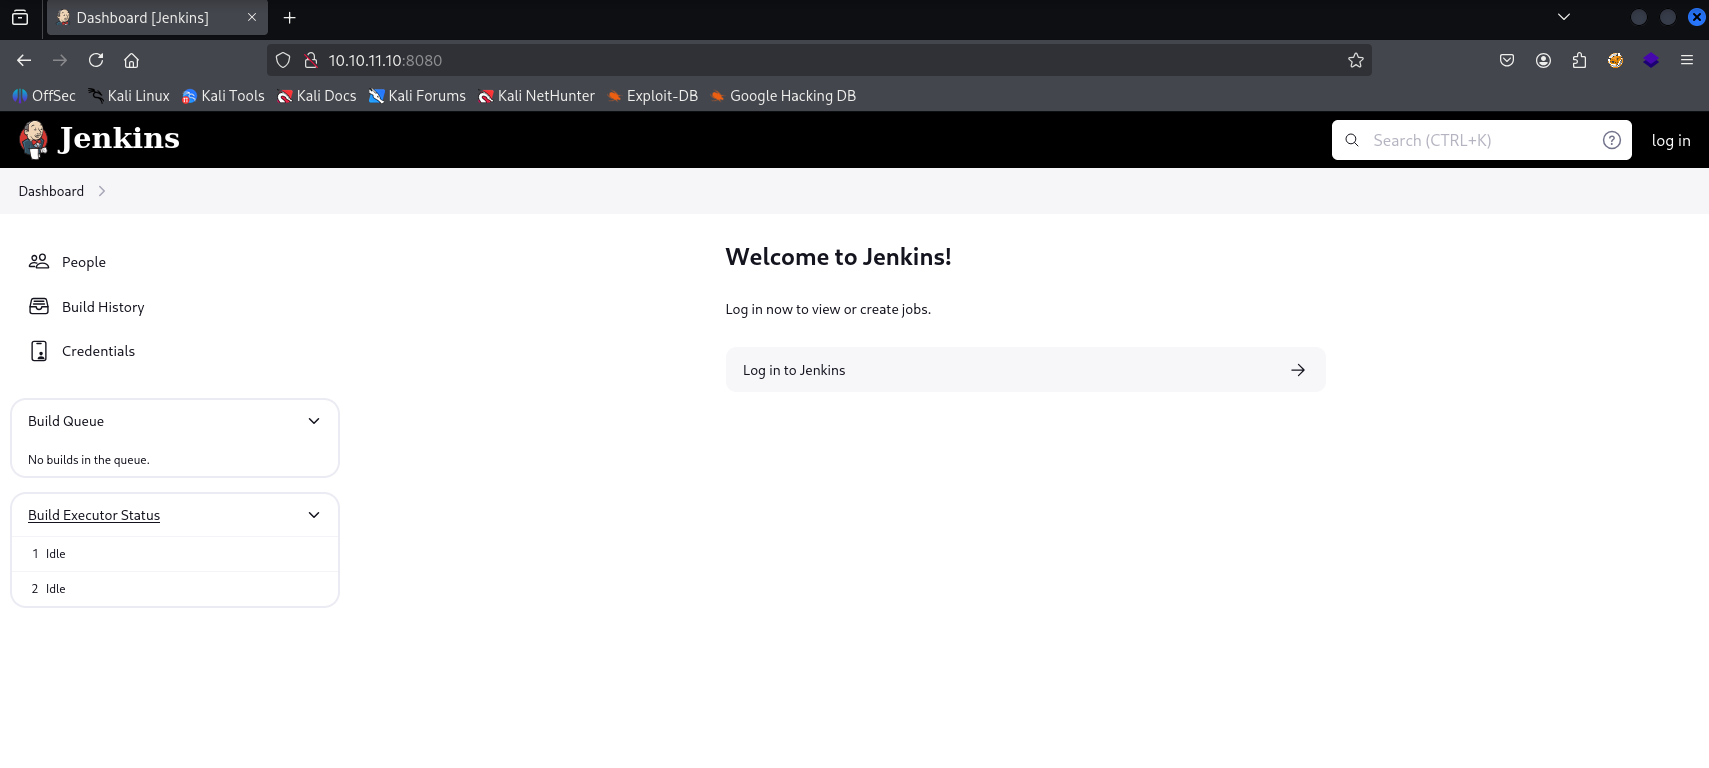 Dashboard [Jenkins]
10.10.11.10:8080
OffSec Kali Linux Kali Tools Kali Docs Kali Forums Kali NetHunter Exploit-DB Google Hacking DB
Jenkins
Search (CTRL+K)
log in
Dashboard
People
Build History
Credentials
Build Queue
No builds in the queue.
Build Executor Status
1 Idle
2 Idle
Welcome to Jenkins!
Log in now to view or create jobs.
Log in to Jenkins